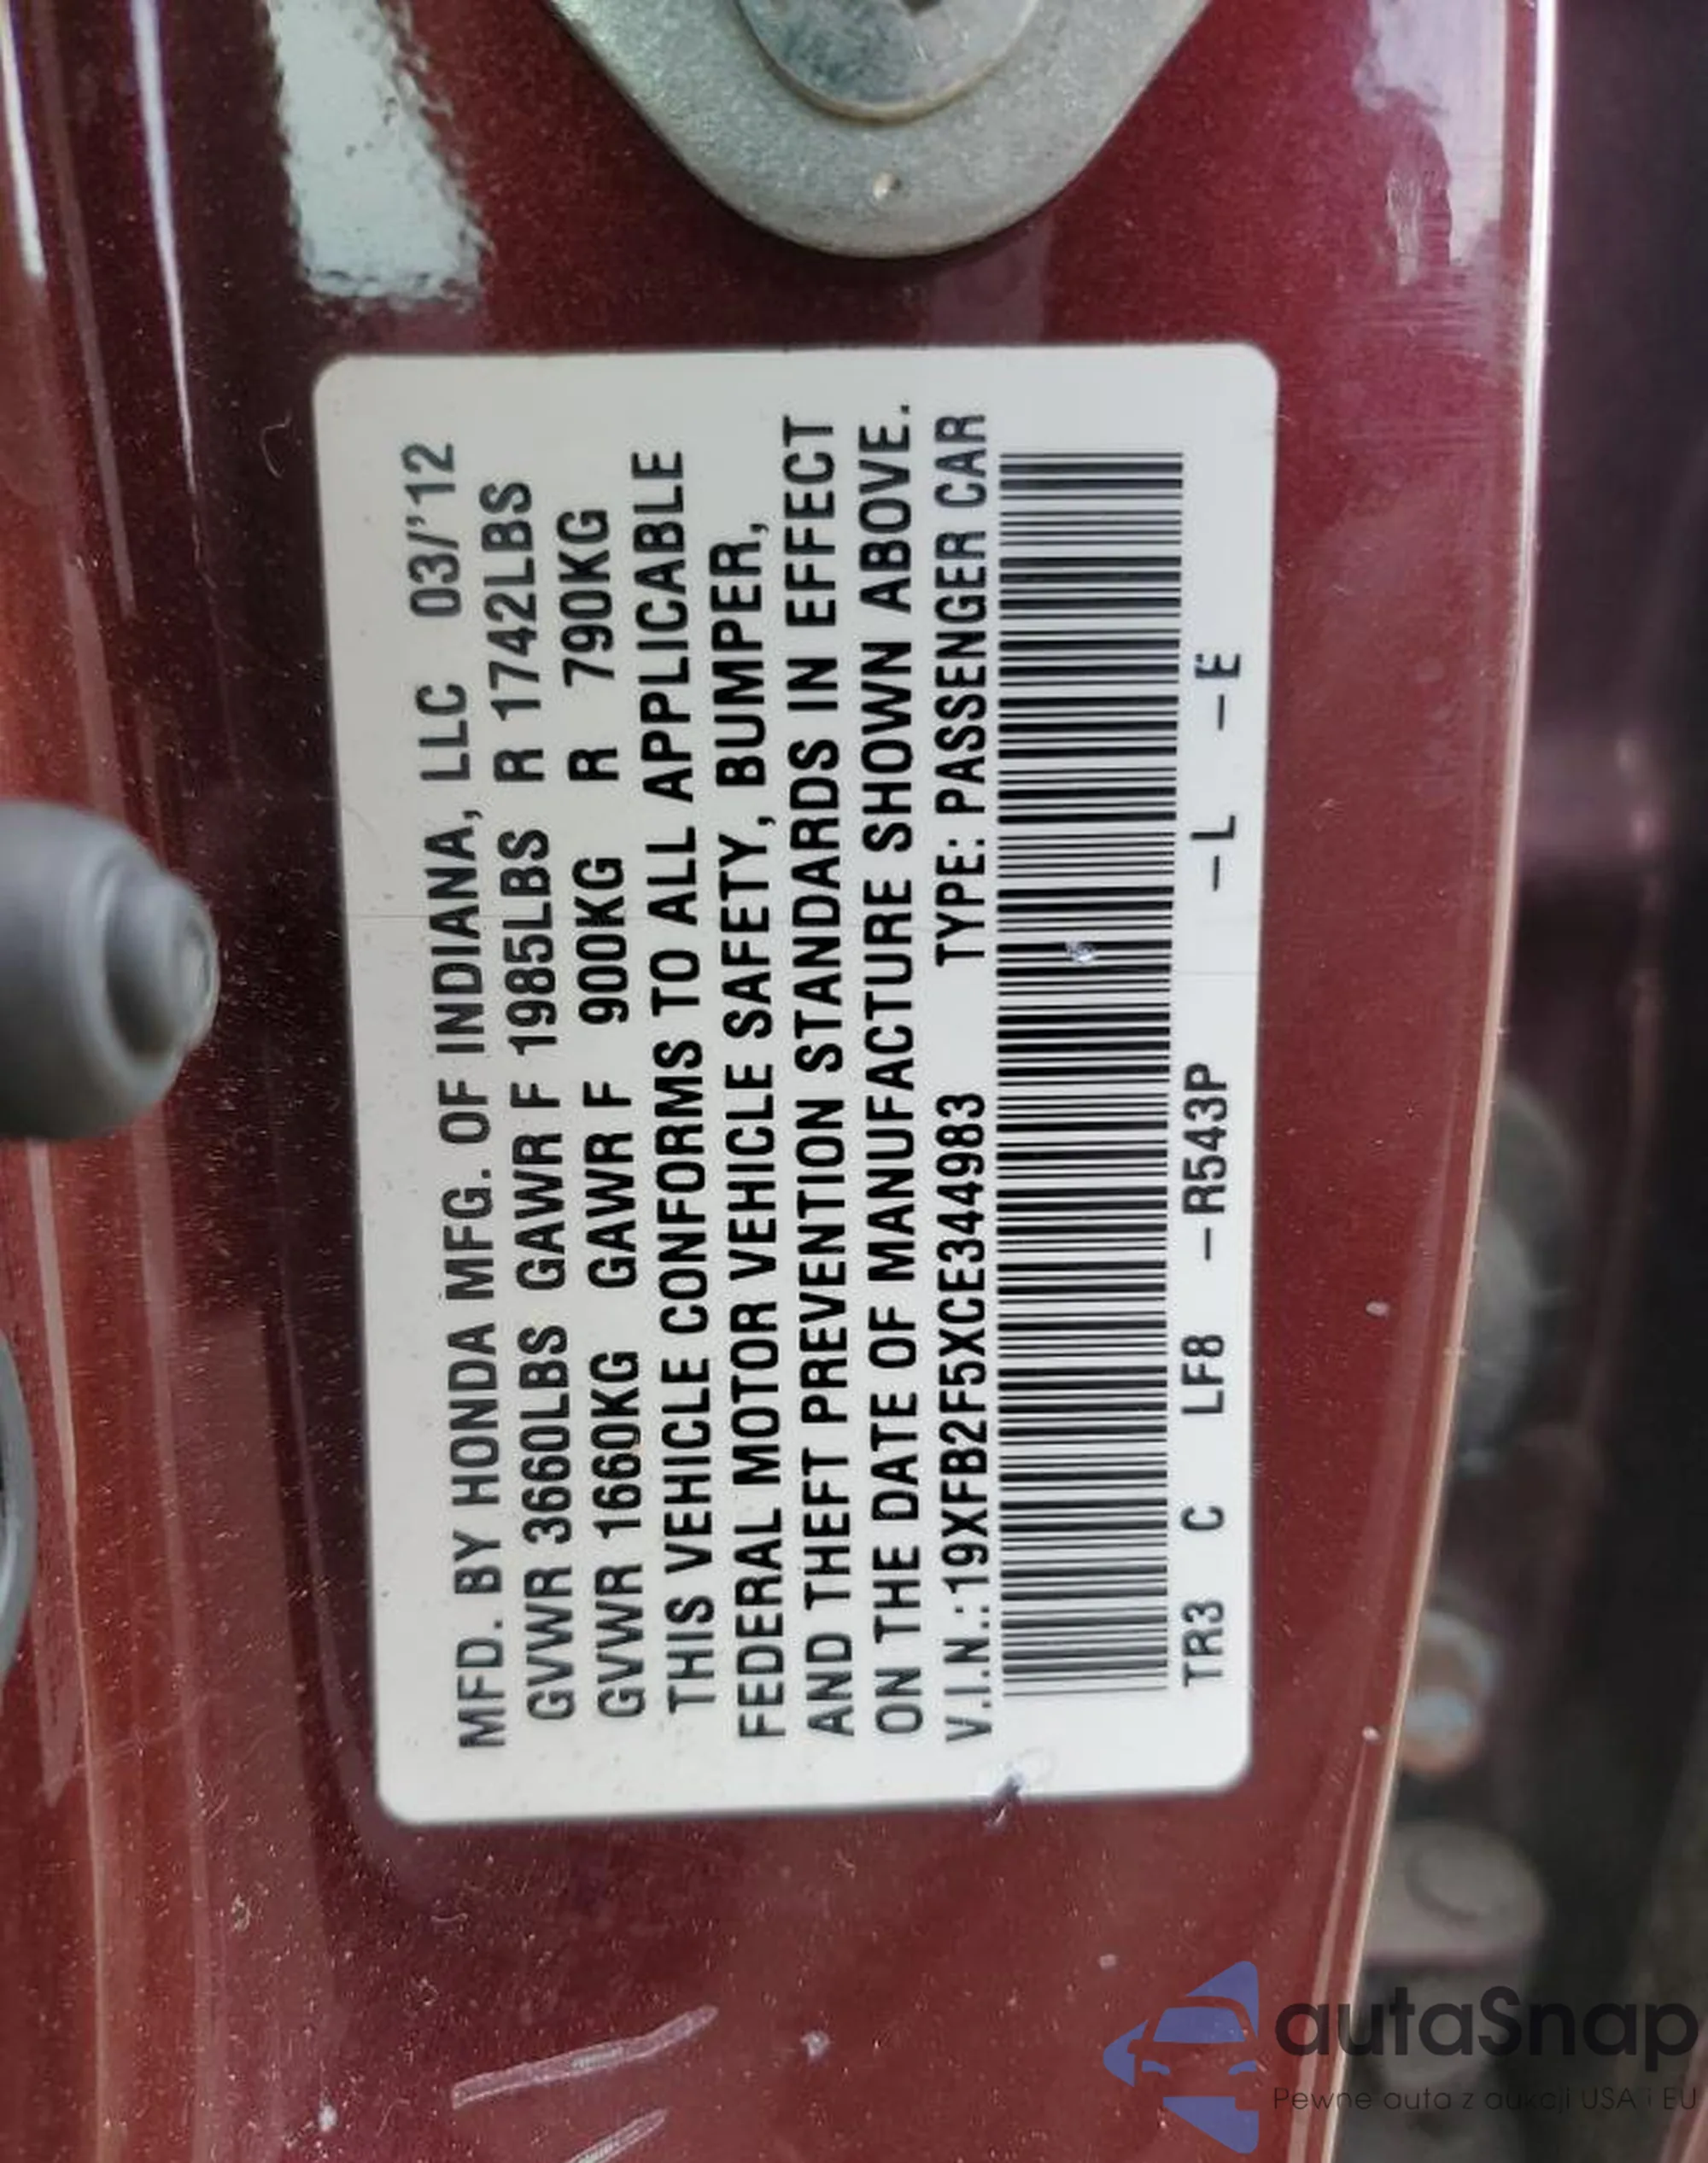 MFD. BY HONDA MFG. OF INDIANA, LLC 03/'12
GVWR 3660LBS GAWR F 1985LBS R 1742LBS
GVWR 1660KG GAWR F 900KG R 790KG
THIS VEHICLE CONFORMS TO ALL APPLICABLE
FEDERAL MOTOR VEHICLE SAFETY, BUMPER,
AND THEFT PREVENTION STANDARDS IN EFFECT
ON THE DATE OF MANUFACTURE SHOWN ABOVE.
V.I.N.:19XFB2F5XCE344983 TYPE: PASSENGER CAR
TR3 C LF8 –R543P –L –E
autaSnap
Pewne auta z aukcji USA i EU